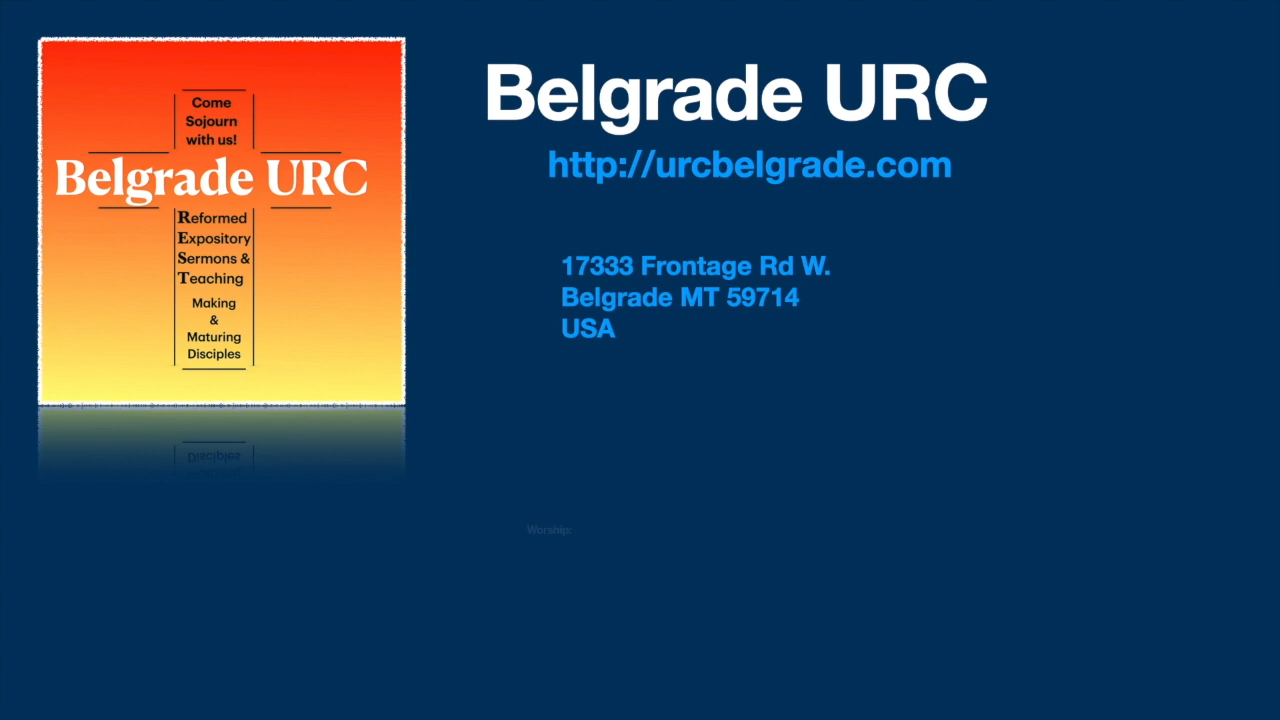 Come
Sojourn
with us!
Belgrade URC
Reformed
Expository
Sermons &
Teaching
Making
&
Maturing
Disciples
Disciples
Belgrade URC
http://urcbelgrade.com
17333 Frontage Rd W.
Belgrade MT 59714
USA
Worship: